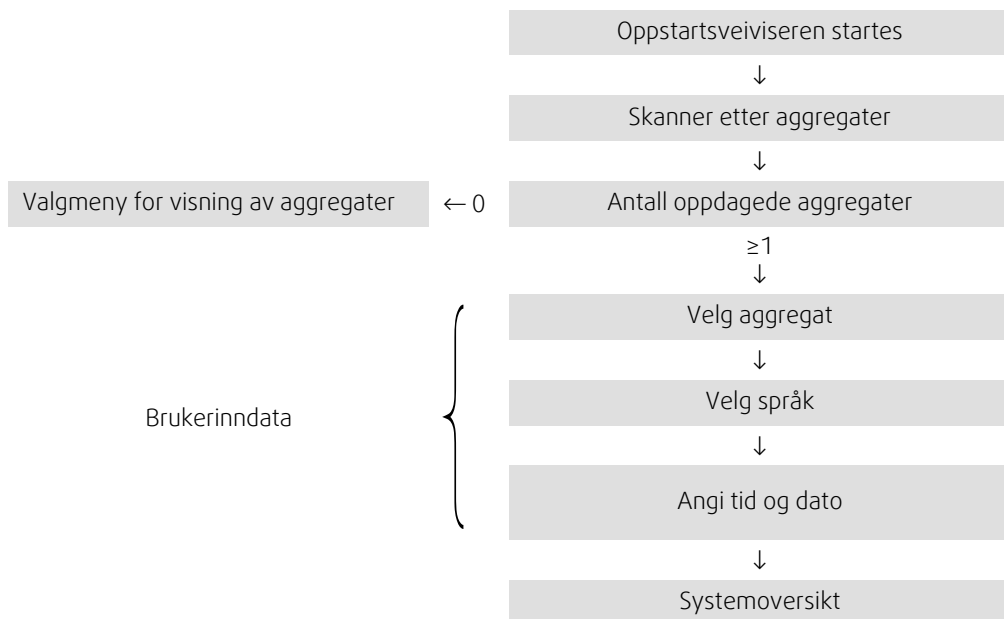 Oppstartsveiviseren startes
↓
Skanner etter aggregater
↓
Valgmeny for visning av aggregater ← 0 Antall oppdagede aggregater
≥1
↓
Velg aggregat
↓
Brukerinndata Velg språk
↓
Angi tid og dato
↓
Systemoversikt